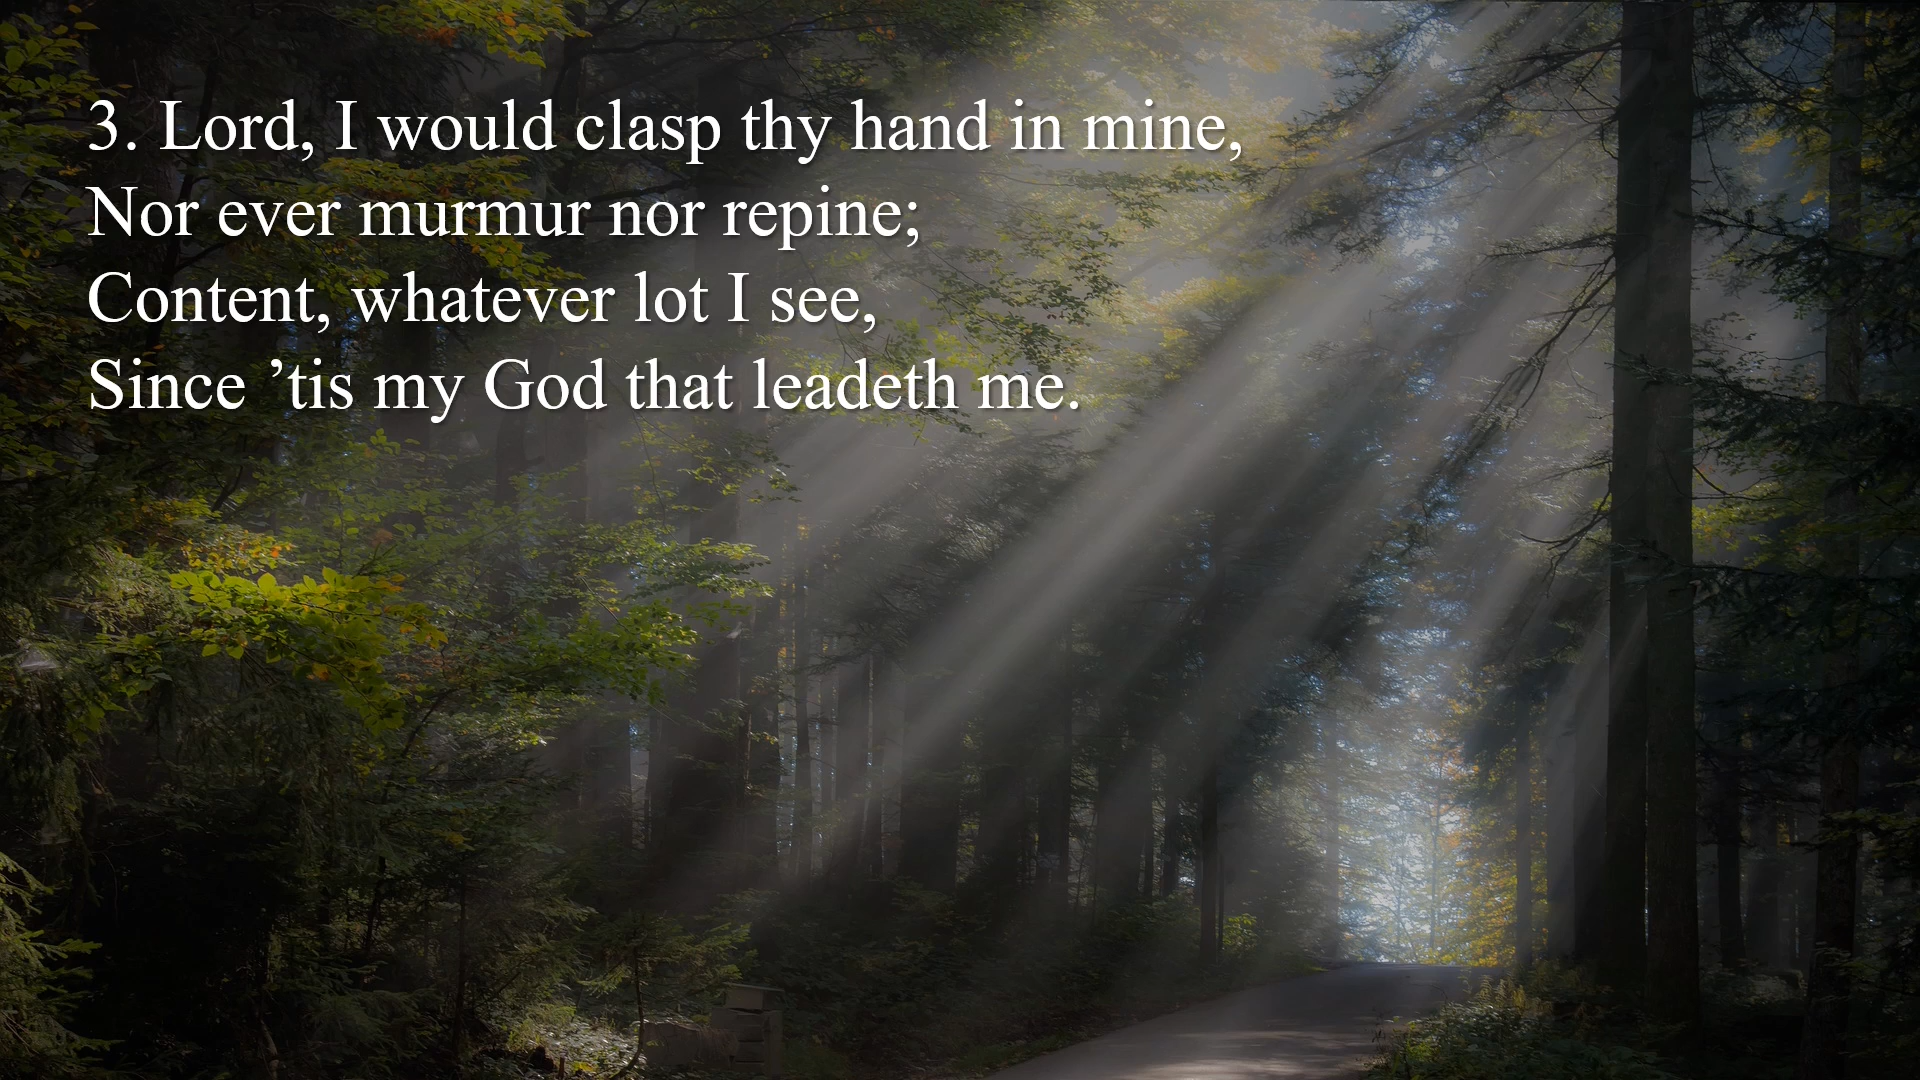 3. Lord, I would clasp thy hand in mine,
Nor ever murmur nor repine;
Content, whatever lot I see,
Since ’tis my God that leadeth me.